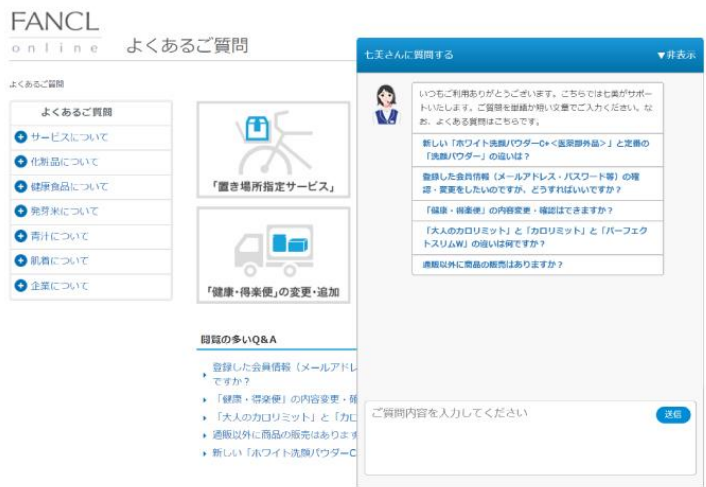 FANCL
online
よくあるご質問
よくあるご質問
よくあるご質問
サービスについて
化粧品について
健康食品について
発芽米について
青汁について
肌着について
企業について
「置き場所指定サービス」
「健康・得楽便」の変更・追加
閲覧の多いQ&A
登録した会員情報（メールアドレ
ですか？
「健康・得楽便」の内容変更・確
「大人のカロリミット」と「カロ
通販以外に商品の販売はあります
新しい「ホワイト洗顔パウダーC
七美さんに質問する
▼非表示
いつもご利用ありがとうございます。こちらでは七美がサポー
トいたします。ご質問を単語か短い文章でご入力ください。な
お、よくある質問はこちらです。
新しい「ホワイト洗顔パウダーC+<医薬部外品>」と定番の
「洗顔パウダー」の違いは？
登録した会員情報（メールアドレス・パスワード等）の確
認・変更をしたいのですが、どうすればいいですか？
「健康・得楽便」の内容変更・確認はできますか？
「大人のカロリミット」と「カロリミット」と「パーフェク
トスリムW」の違いは何ですか？
通販以外に商品の販売はありますか？
ご質問内容を入力してください
送信